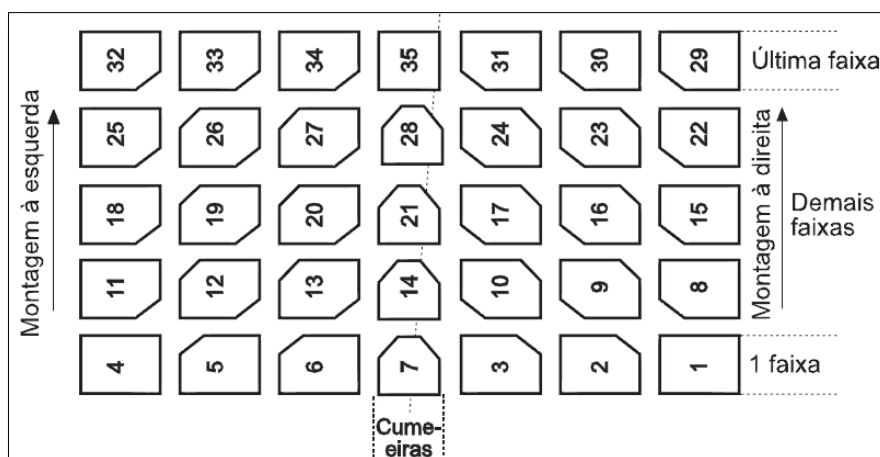 32 33 34 35 31 30 29 Última faixa
25 26 27 28 24 23 22
18 19 20 21 17 16 15 Demais
faixas
11 12 13 14 10 9 8
4 5 6 7 3 2 1 1 faixa
Montagem à esquerda
Montagem à direita
Cume-
eiras